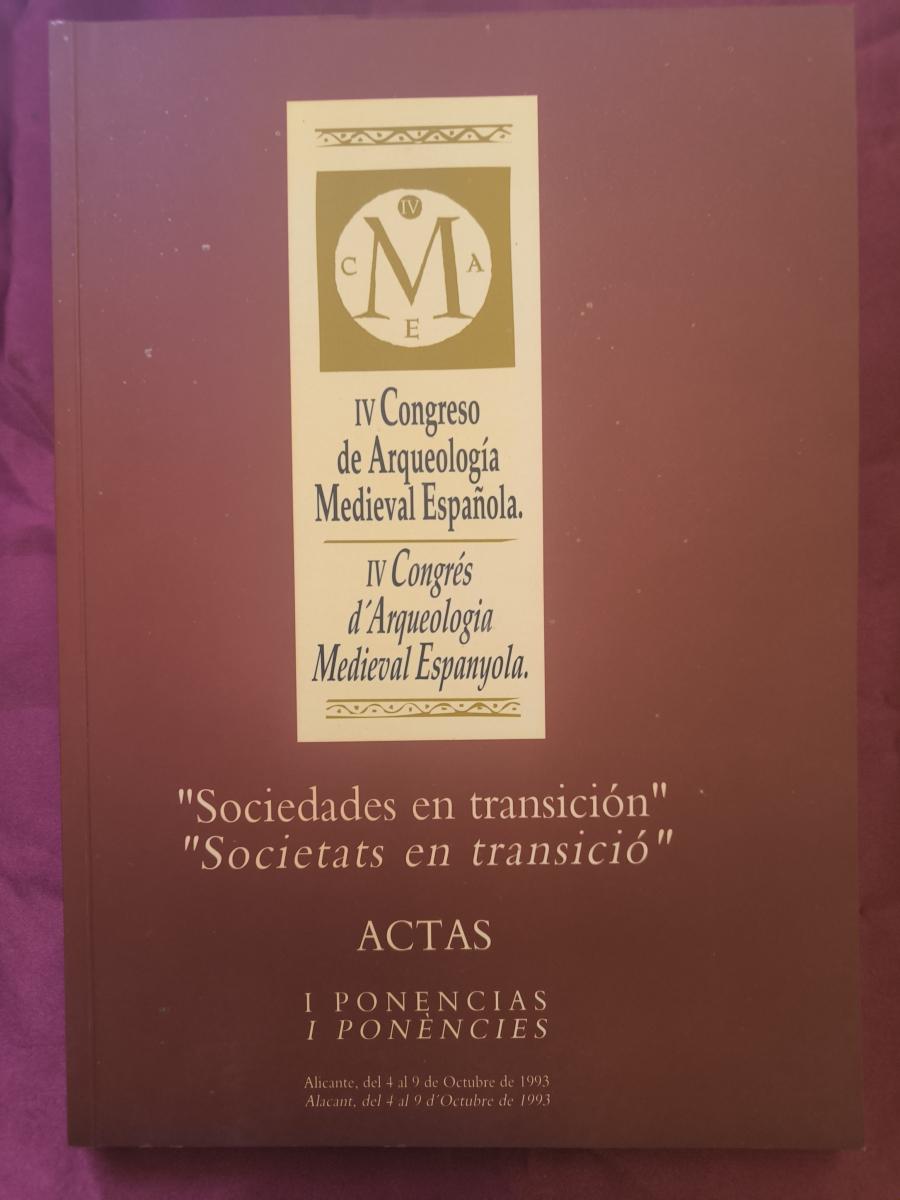 IV
C M A
E
IV Congreso
de Arqueología
Medieval Española.
IV Congrés
d´Arqueologia
Medieval Espanyola.
"Sociedades en transición"
"Societats en transició"
ACTAS
I PONENCIAS
I PONÈNCIES
Alicante, del 4 al 9 de Octubre de 1993
Alacant, del 4 al 9 d´Octubre de 1993